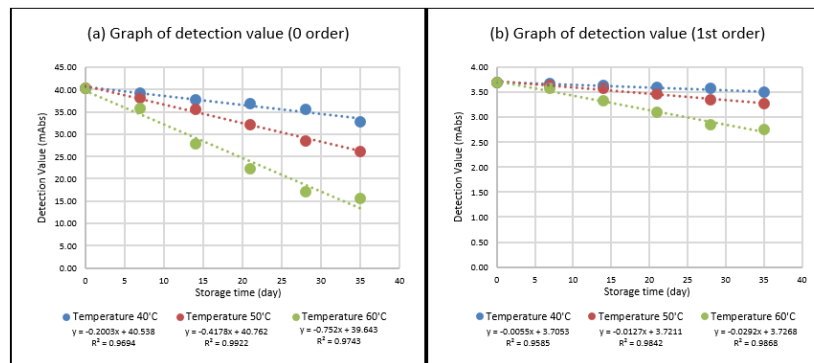 (a) Graph of detection value (0 order)
45.00
40.00
35.00
30.00
25.00
20.00
15.00
10.00
5.00
0.00
Detection Value (mAbs)
0 5 10 15 20 25 30 35 40
Storage time (day)
Temperature 40°C Temperature 50°C Temperature 60°C
y = -0.2003x + 40.538 y = -0.4178x + 40.762 y = -0.752x + 39.643
R² = 0.9694 R² = 0.9922 R² = 0.9743
(b) Graph of detection value (1st order)
4.00
3.50
3.00
2.50
2.00
1.50
1.00
0.50
0.00
Detection Value (mAbs)
0 5 10 15 20 25 30 35 40
Storage time (day)
Temperature 40°C Temperature 50°C Temperature 60°C
y = -0.0055x + 3.7053 y = -0.0127x + 3.7211 y = -0.0292x + 3.7268
R² = 0.9585 R² = 0.9842 R² = 0.9868